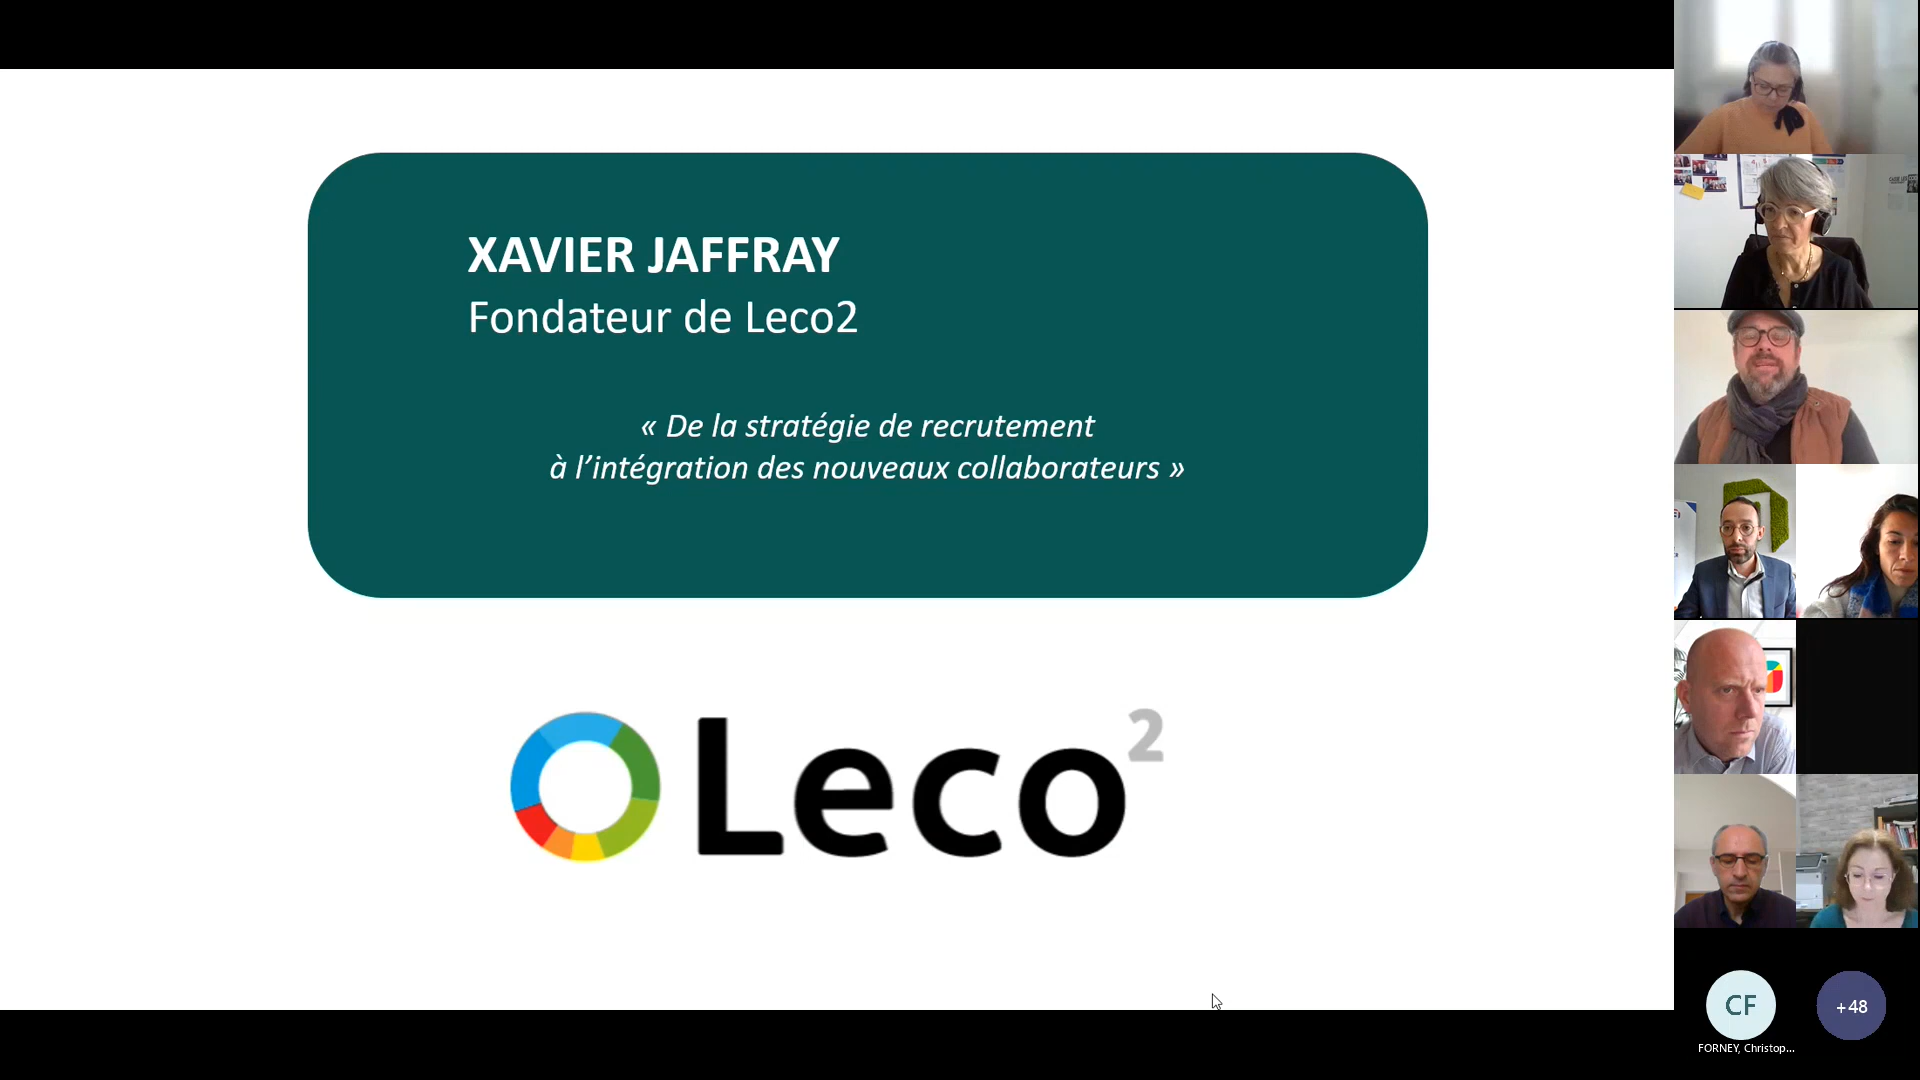 XAVIER JAFFRAY
Fondateur de Leco2
« De la stratégie de recrutement
à l’intégration des nouveaux collaborateurs »
Leco²
CF
+48
FORNEY, Christop...